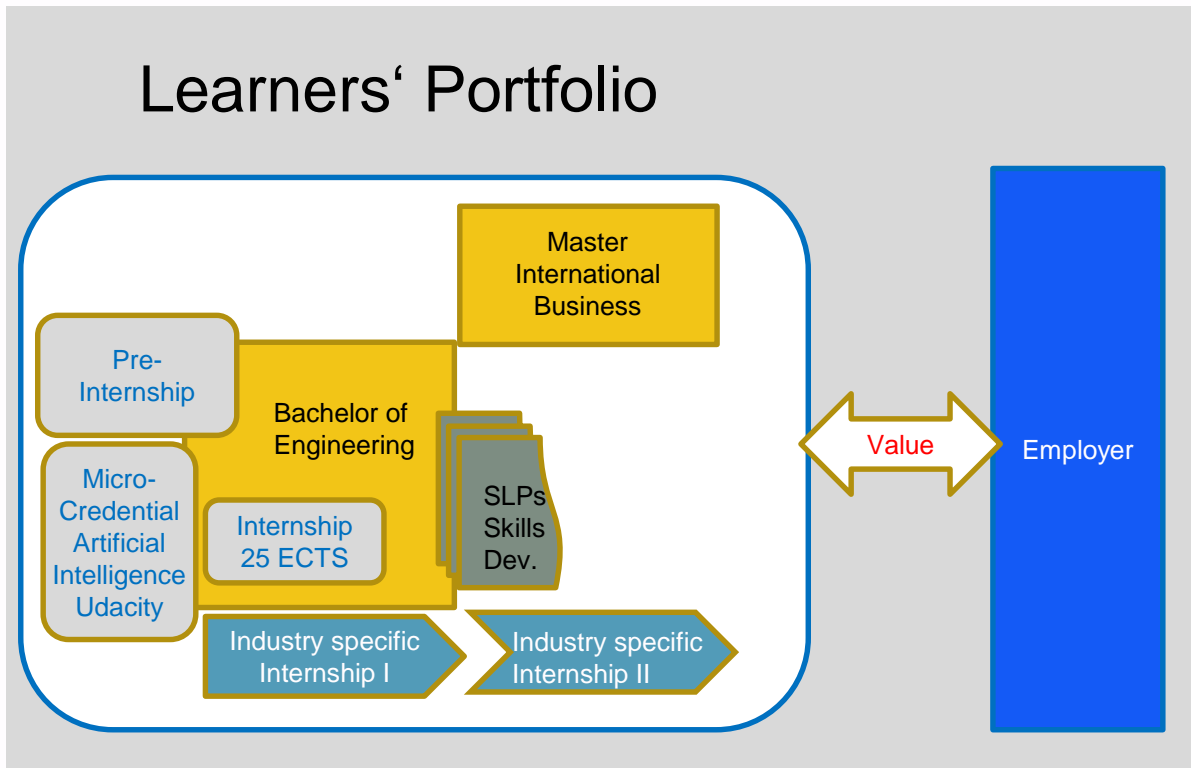 Learners‘ Portfolio
Master
International
Business
Pre-
Internship
Bachelor of
Engineering
Micro-
Credential
Artificial
Intelligence
Udacity
Internship
25 ECTS
SLPs
Skills
Dev.
Industry specific
Internship I
Industry specific
Internship II
Value
Employer